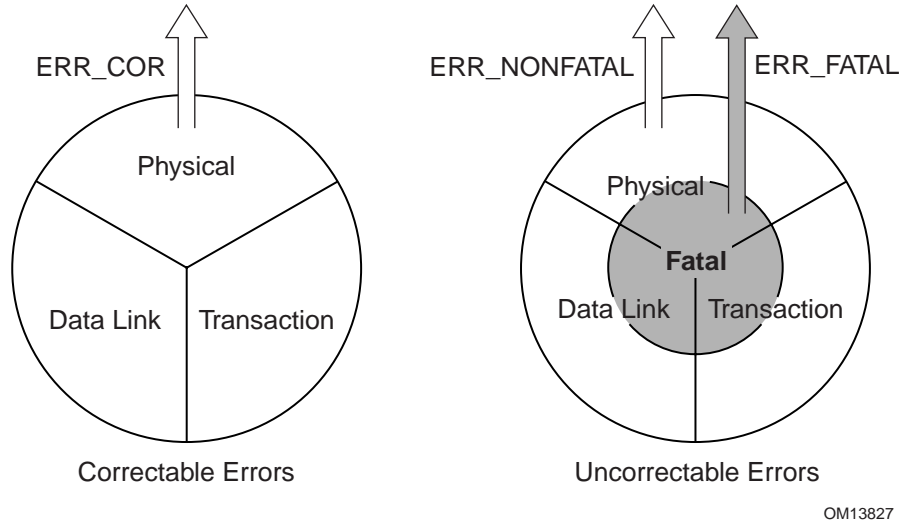 ERR_COR
Physical
Data Link
Transaction
Correctable Errors
ERR_NONFATAL
ERR_FATAL
Physical
Fatal
Data Link
Transaction
Uncorrectable Errors
OM13827